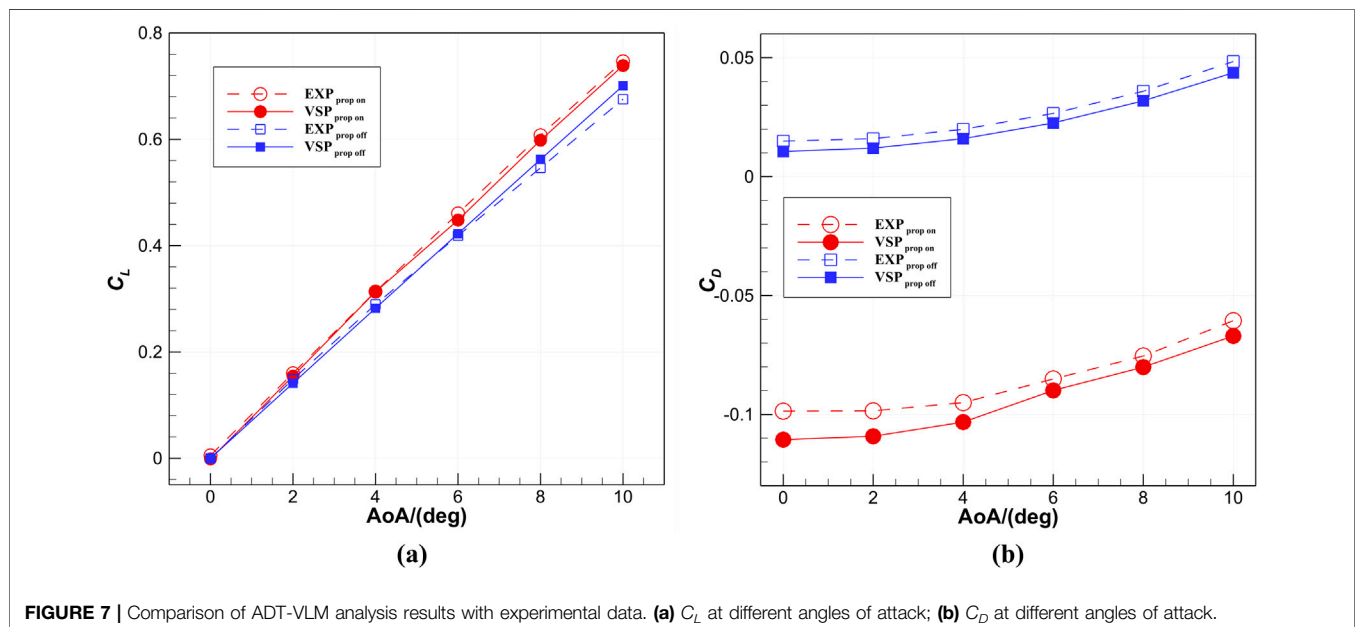 0.8
0.6
0.4
0.2
0
C_L
EXP prop on
VSP prop on
EXP prop off
VSP prop off
0 2 4 6 8 10
AoA/(deg)
(a)
0.05
0
-0.05
-0.1
C_D
EXP prop on
VSP prop on
EXP prop off
VSP prop off
0 2 4 6 8 10
AoA/(deg)
(b)
FIGURE 7 | Comparison of ADT-VLM analysis results with experimental data. (a) C_L at different angles of attack; (b) C_D at different angles of attack.